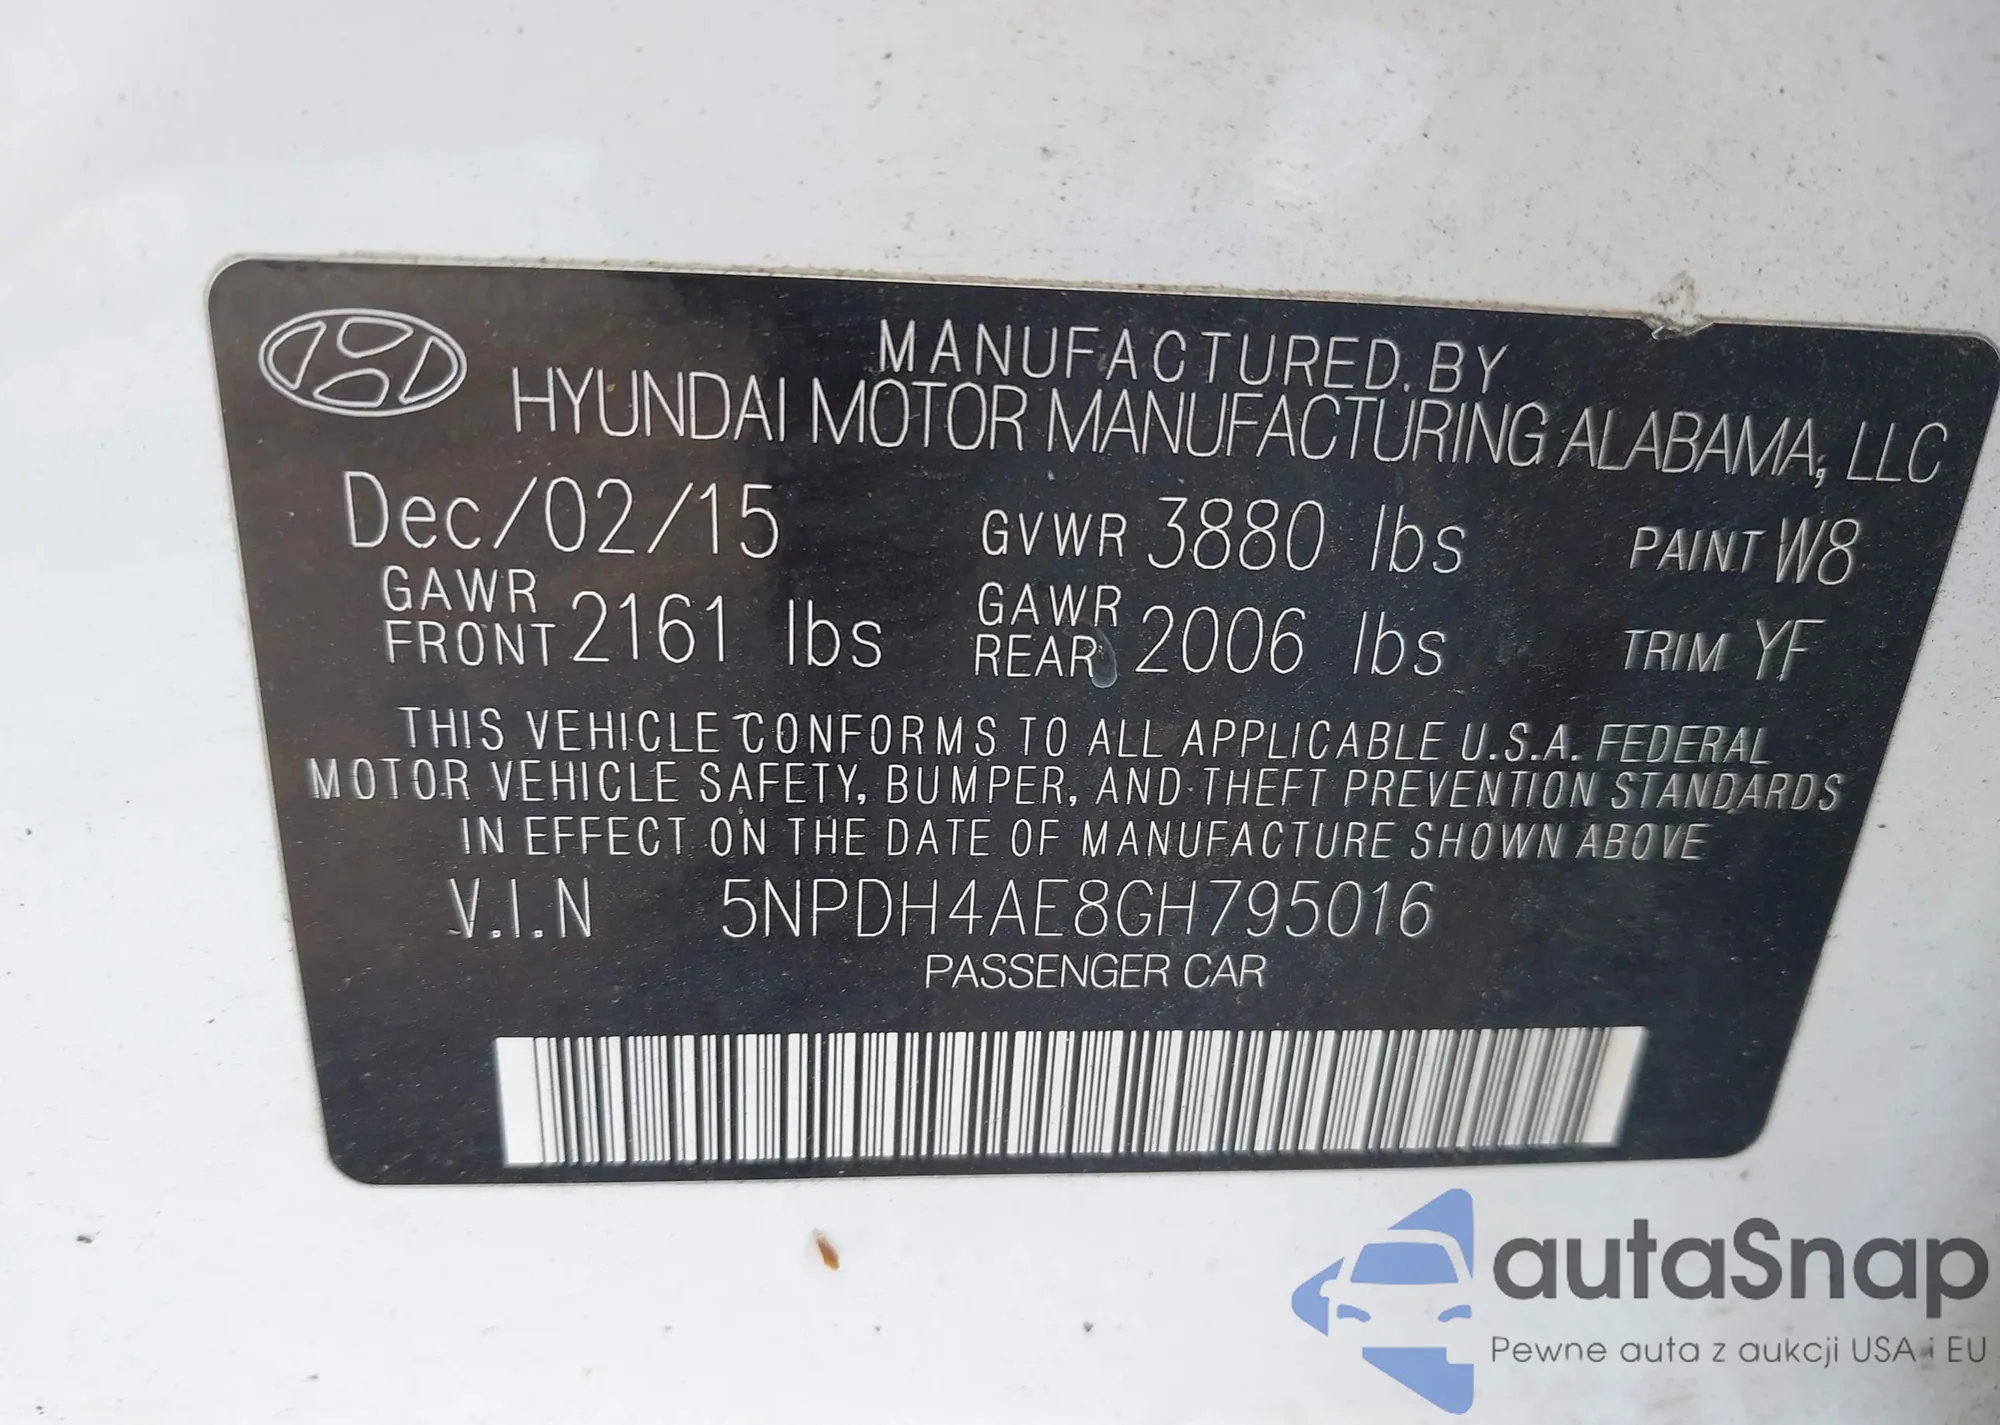 MANUFACTURED BY
HYUNDAI MOTOR MANUFACTURING ALABAMA, LLC
Dec/02/15 GVWR 3880 lbs PAINT W8
GAWR FRONT 2161 lbs GAWR REAR 2006 lbs TRIM YF
THIS VEHICLE CONFORMS TO ALL APPLICABLE U.S.A. FEDERAL
MOTOR VEHICLE SAFETY, BUMPER, AND THEFT PREVENTION STANDARDS
IN EFFECT ON THE DATE OF MANUFACTURE SHOWN ABOVE
V.I.N 5NPDH4AE8GH795016
PASSENGER CAR
autaSnap
Pewne auta z aukcji USA i EU